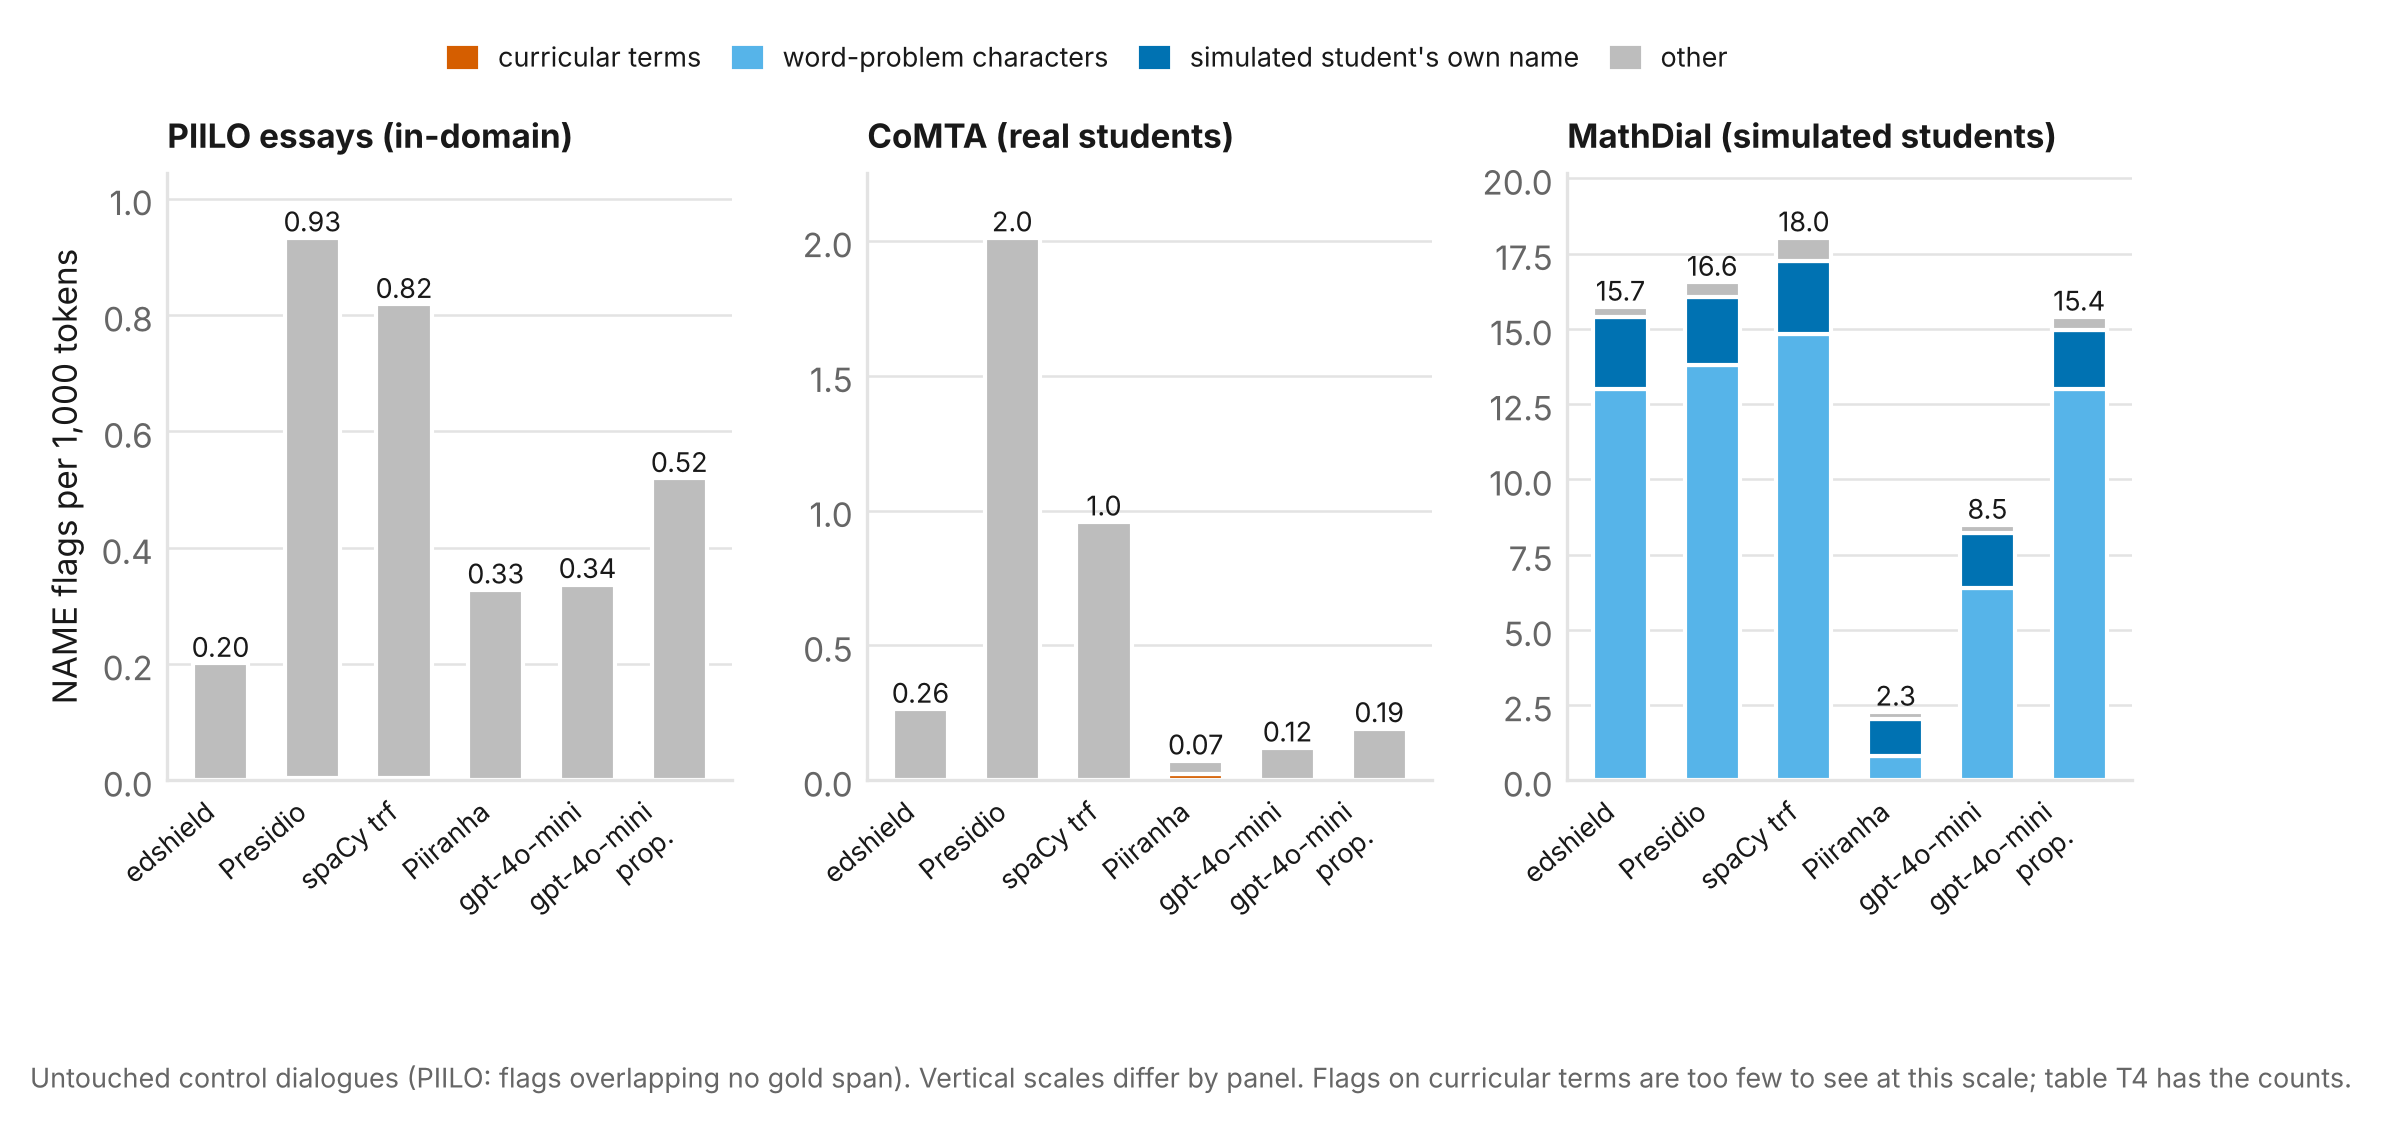 curricular terms word-problem characters simulated student's own name other
PIILO essays (in-domain)
NAME flags per 1,000 tokens
1.0
0.8
0.6
0.4
0.2
0.0
0.20
0.93
0.82
0.33
0.34
0.52
edshield
Presidio
spaCy trf
Piiranha
gpt-4o-mini
gpt-4o-mini
prop.
CoMTA (real students)
2.0
1.5
1.0
0.5
0.0
0.26
2.0
1.0
0.07
0.12
0.19
edshield
Presidio
spaCy trf
Piiranha
gpt-4o-mini
gpt-4o-mini
prop.
MathDial (simulated students)
20.0
17.5
15.0
12.5
10.0
7.5
5.0
2.5
0.0
15.7
16.6
18.0
2.3
8.5
15.4
edshield
Presidio
spaCy trf
Piiranha
gpt-4o-mini
gpt-4o-mini
prop.
Untouched control dialogues (PIILO: flags overlapping no gold span). Vertical scales differ by panel. Flags on curricular terms are too few to see at this scale; table T4 has the counts.